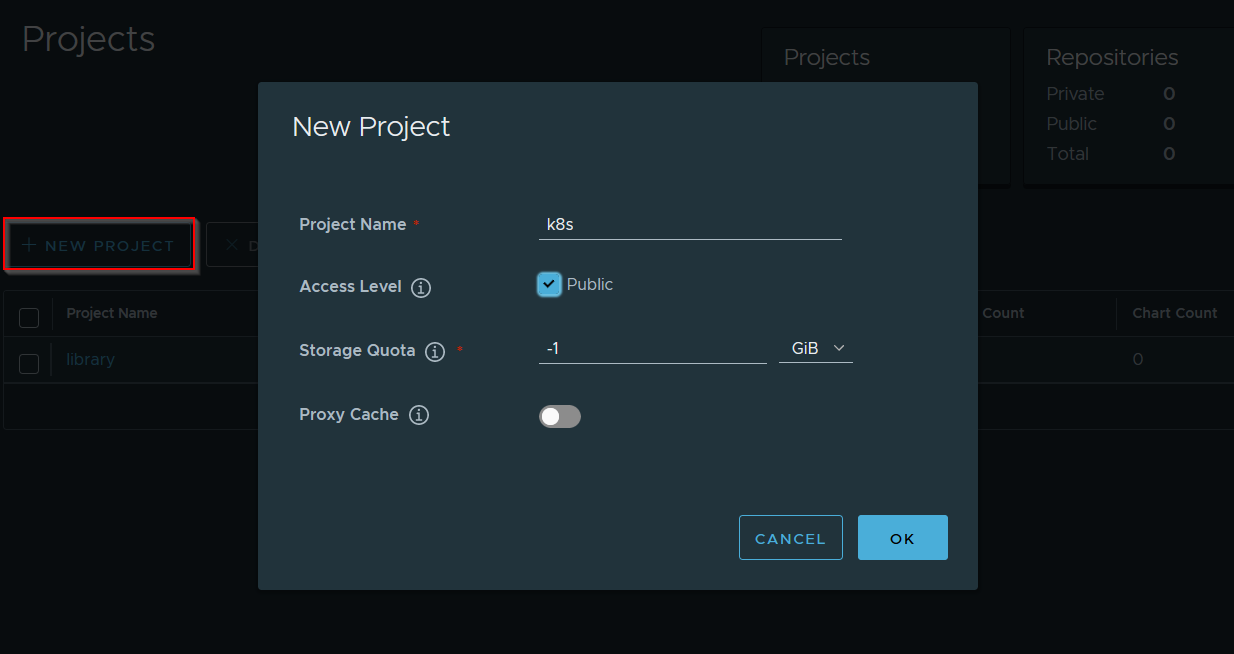 Projects
Projects
Repositories
Private 0
Public 0
Total 0
New Project
Project Name *
k8s
+ NEW PROJECT
× D
Access Level
Public
Project Name
Count
Chart Count
Storage Quota *
-1
GiB
library
0
Proxy Cache
CANCEL
OK